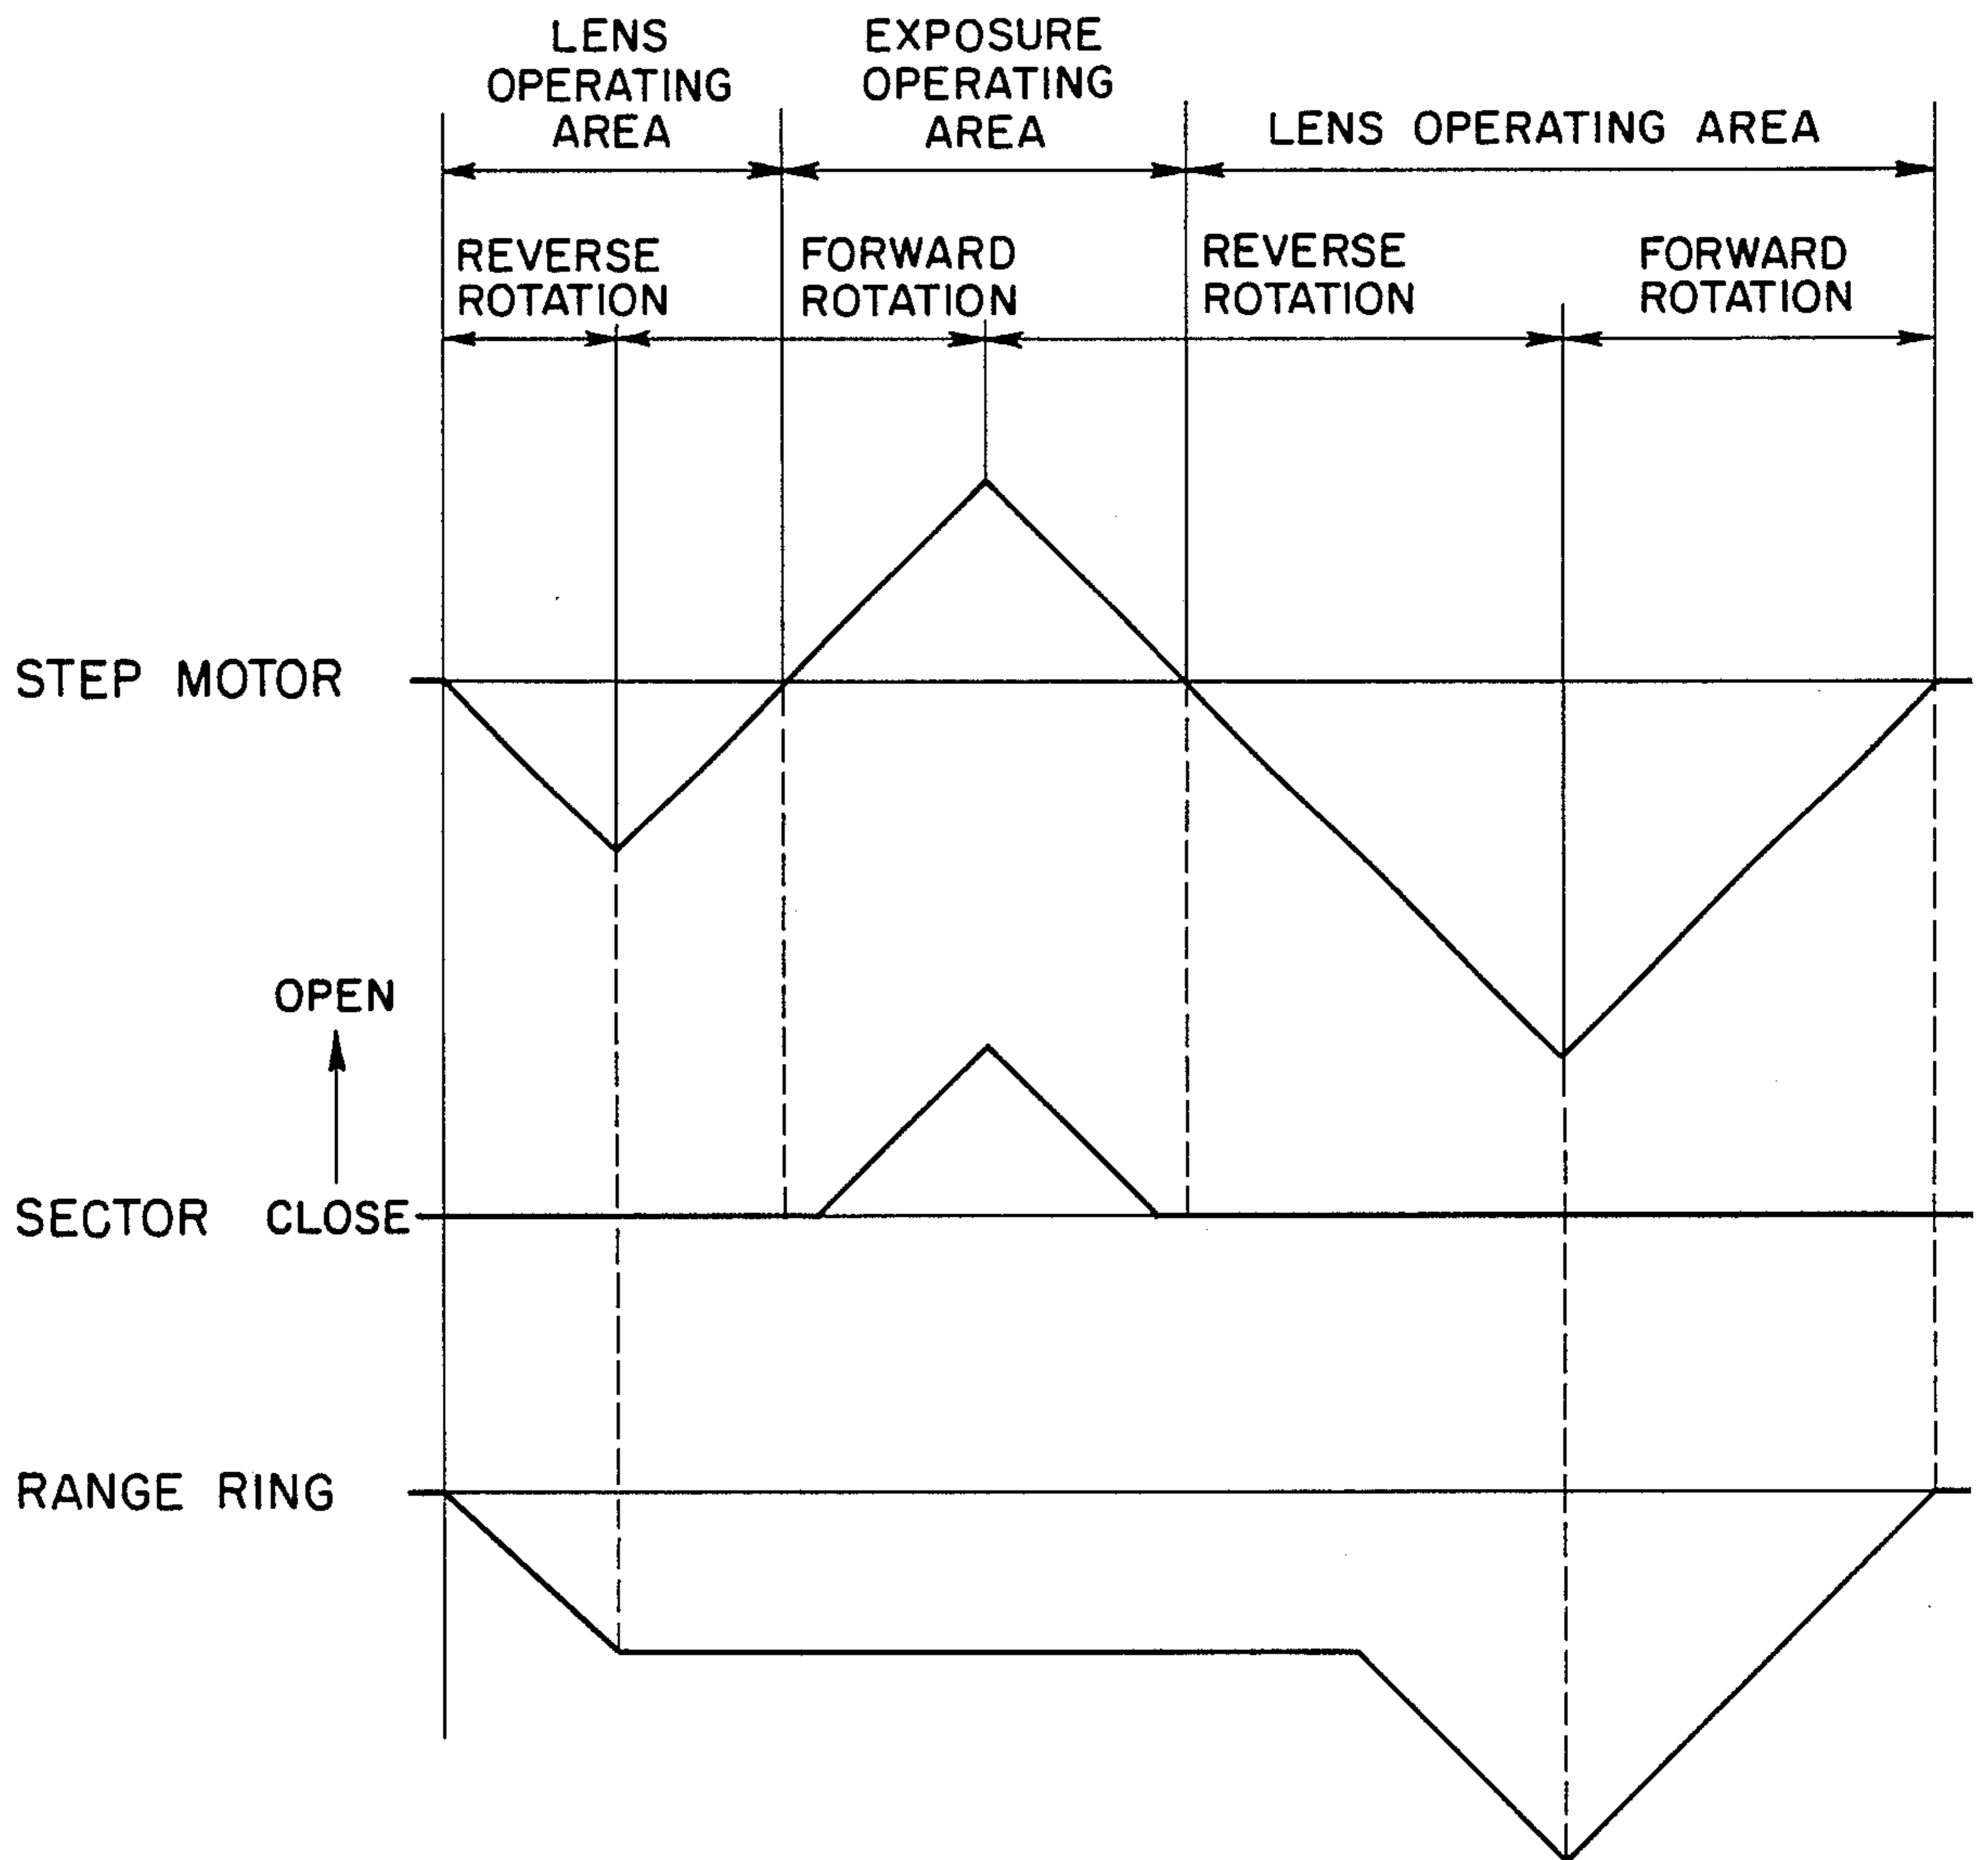 LENS
OPERATING
AREA
EXPOSURE
OPERATING
AREA
LENS OPERATING AREA
REVERSE
ROTATION
FORWARD
ROTATION
REVERSE
ROTATION
FORWARD
ROTATION
STEP MOTOR
OPEN
SECTOR CLOSE
RANGE RING